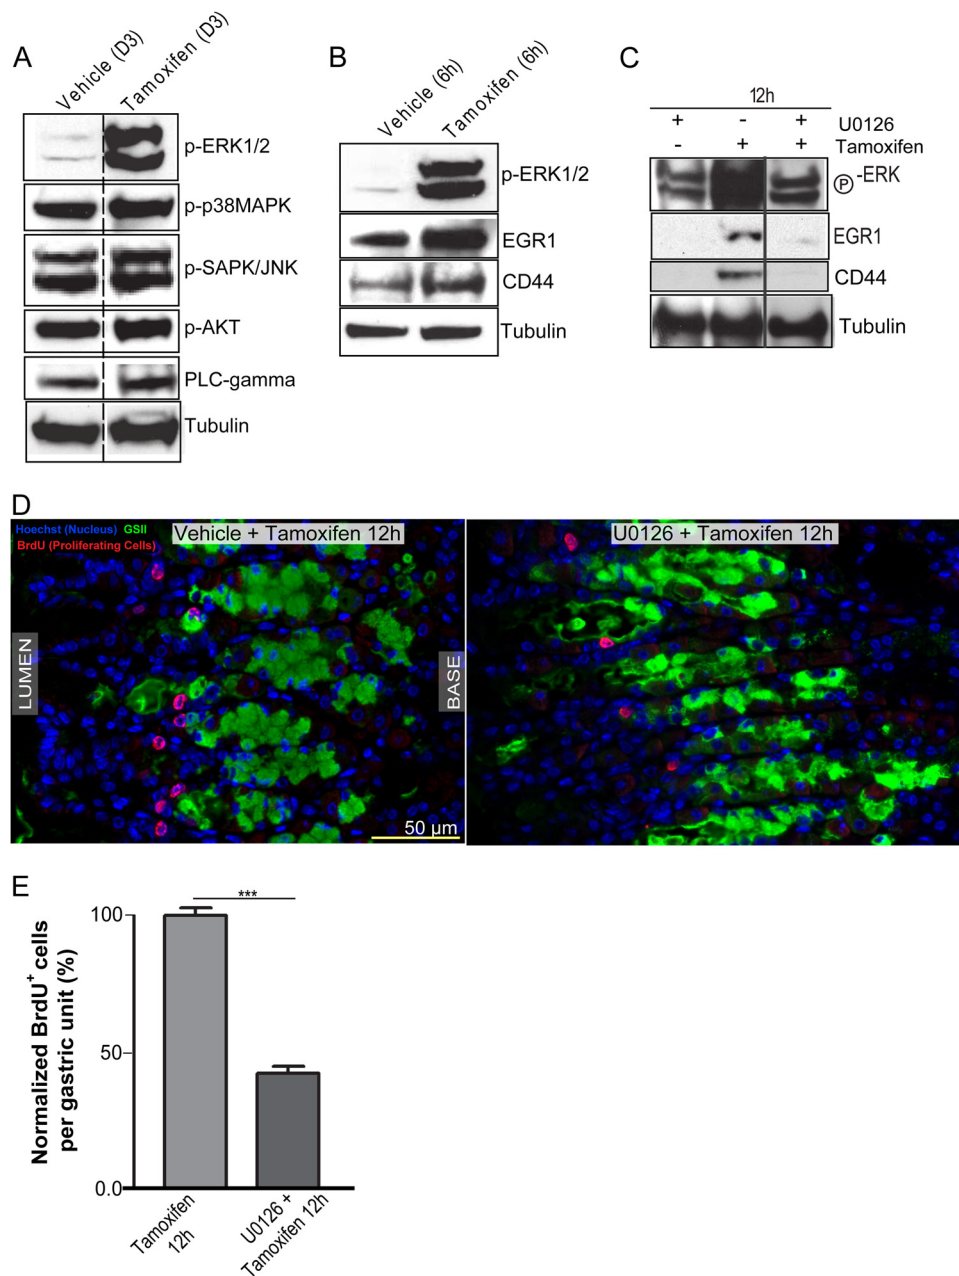 A
Vehicle (D3)
Tamoxifen (D3)
p-ERK1/2
p-p38MAPK
p-SAPK/JNK
p-AKT
PLC-gamma
Tubulin
B
Vehicle (6h)
Tamoxifen (6h)
p-ERK1/2
EGR1
CD44
Tubulin
C
12h
+ - + U0126
- + + Tamoxifen
P-ERK
EGR1
CD44
Tubulin
D
Hoechst (Nucleus) GSII
BrdU (Proliferating Cells)
Vehicle + Tamoxifen 12h
LUMEN
BASE
50 µm
U0126 + Tamoxifen 12h
E
***
Normalized BrdU+ cells
per gastric unit (%)
100
50
0.0
Tamoxifen
12h
U0126 +
Tamoxifen 12h